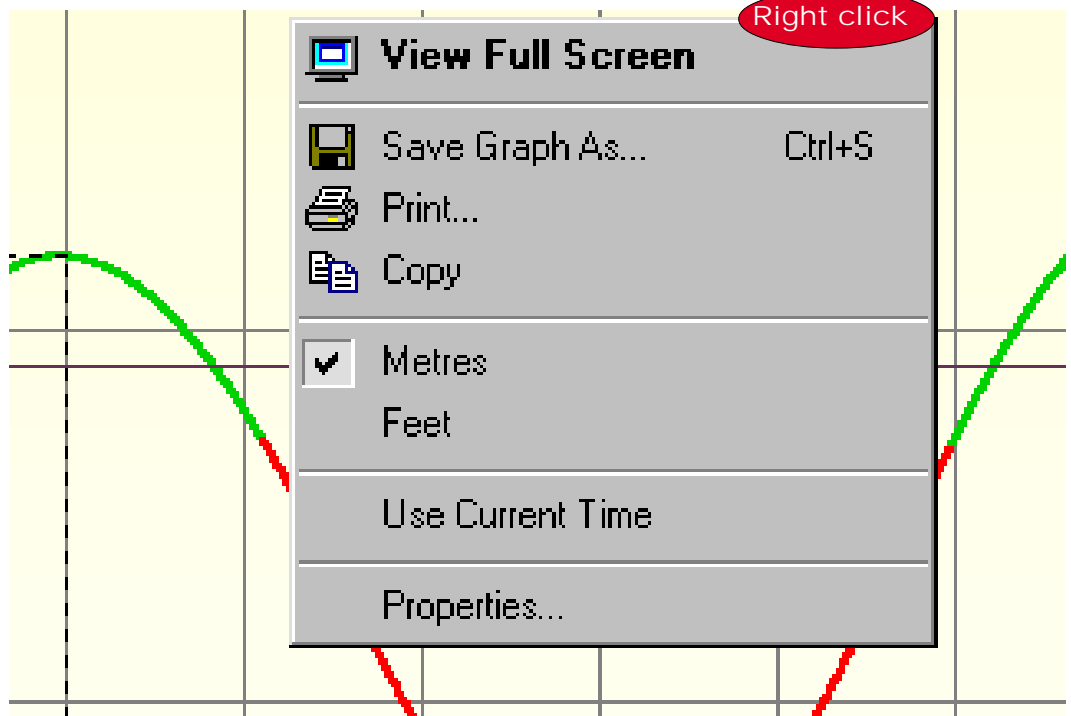 Right click
View Full Screen
Save Graph As... Ctrl+S
Print...
Copy
Metres
Feet
Use Current Time
Properties...